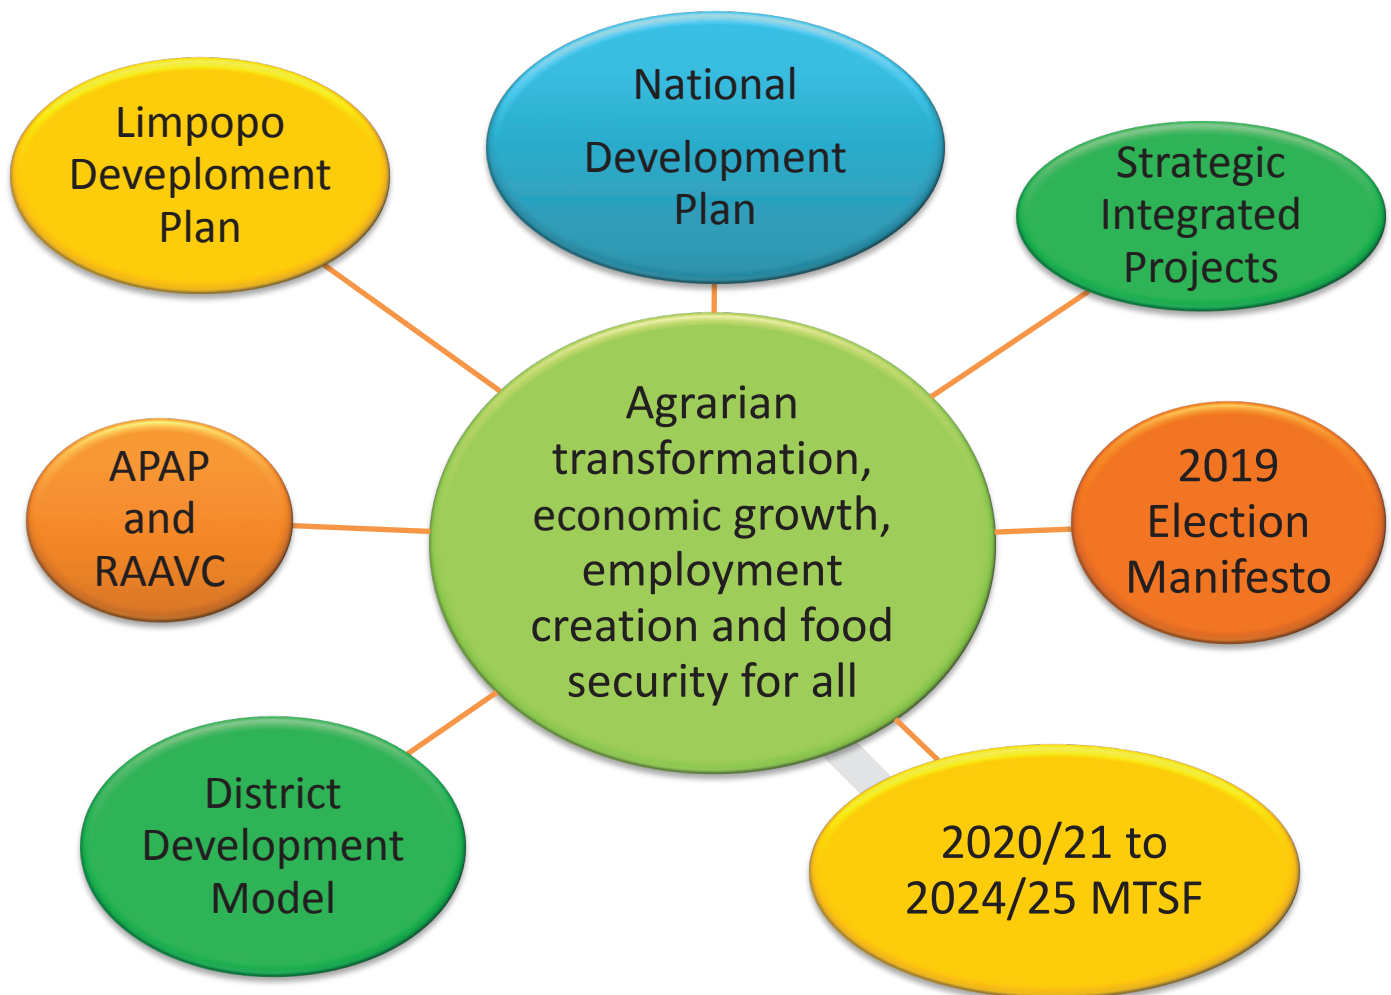 Limpopo
Deveploment
Plan
National
Development
Plan
Strategic
Integrated
Projects
APAP
and
RAAVC
Agrarian
transformation,
economic growth,
employment
creation and food
security for all
2019
Election
Manifesto
District
Development
Model
2020/21 to
2024/25 MTSF